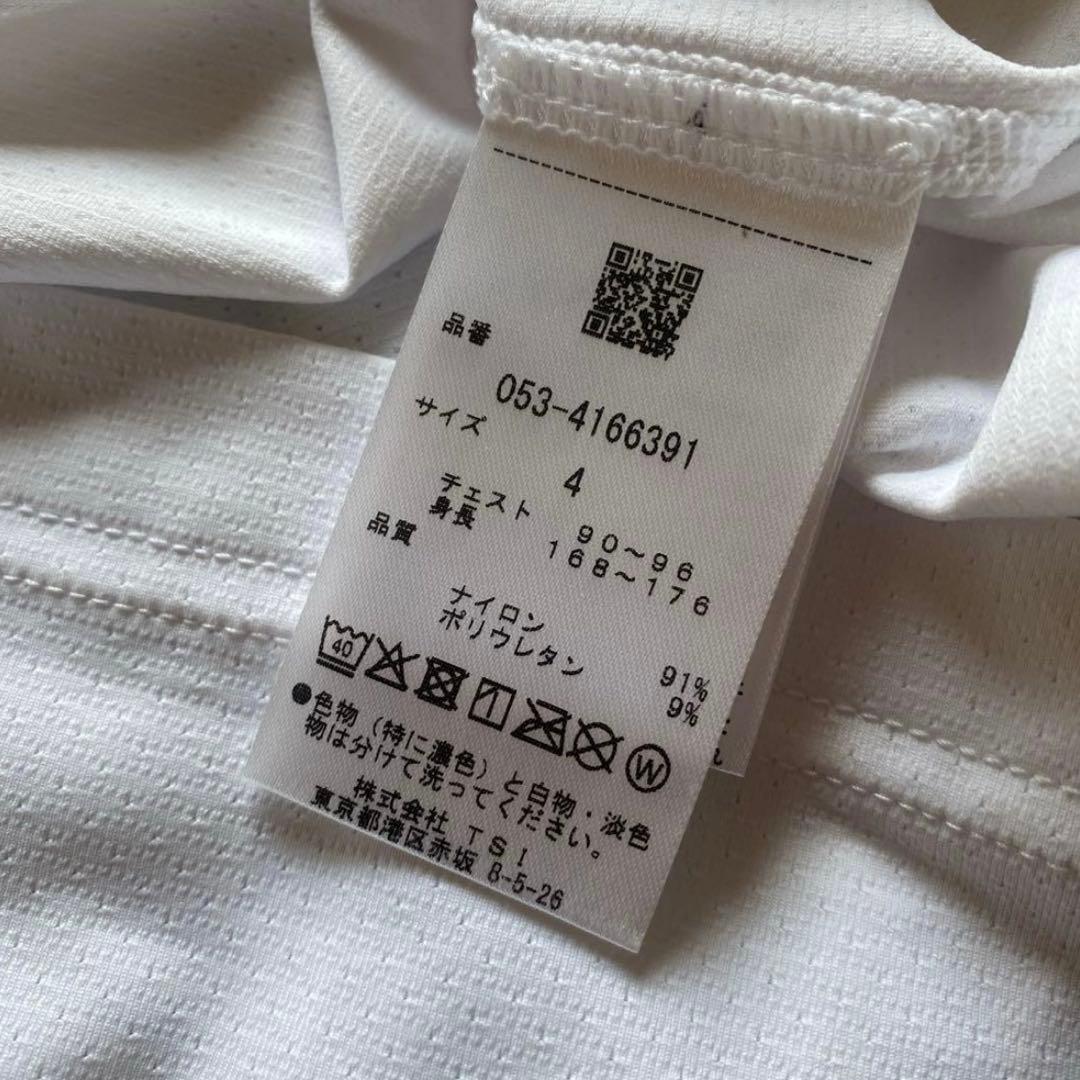 品番
053-4166391
サイズ
4
チェスト 90～96
身長 168～176
品質
ナイロン 91%
ポリウレタン 9%
40
W
●色物（特に濃色）と白物・淡色
物は分けて洗ってください。
株式会社 TSI
東京都港区赤坂 8-5-26